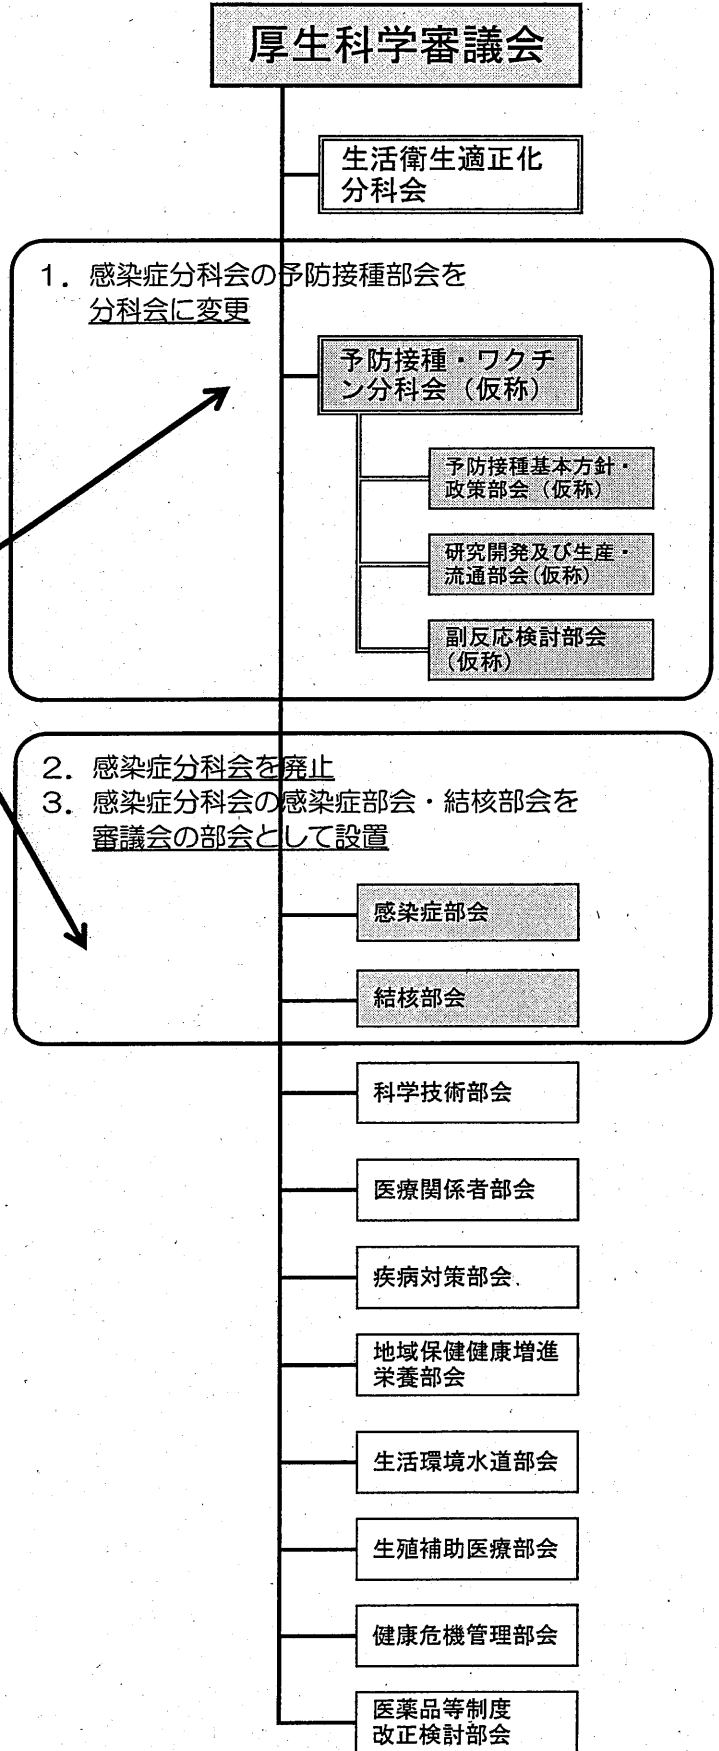 厚生科学審議会
生活衛生適正化
分科会
1．感染症分科会の予防接種部会を
分科会に変更
予防接種・ワクチ
ン分科会（仮称）
予防接種基本方針・
政策部会（仮称）
研究開発及び生産・
流通部会（仮称）
副反応検討部会
（仮称）
2．感染症分科会を廃止
3．感染症分科会の感染症部会・結核部会を
審議会の部会として設置
感染症部会
結核部会
科学技術部会
医療関係者部会
疾病対策部会
地域保健健康増進
栄養部会
生活環境水道部会
生殖補助医療部会
健康危機管理部会
医薬品等制度
改正検討部会